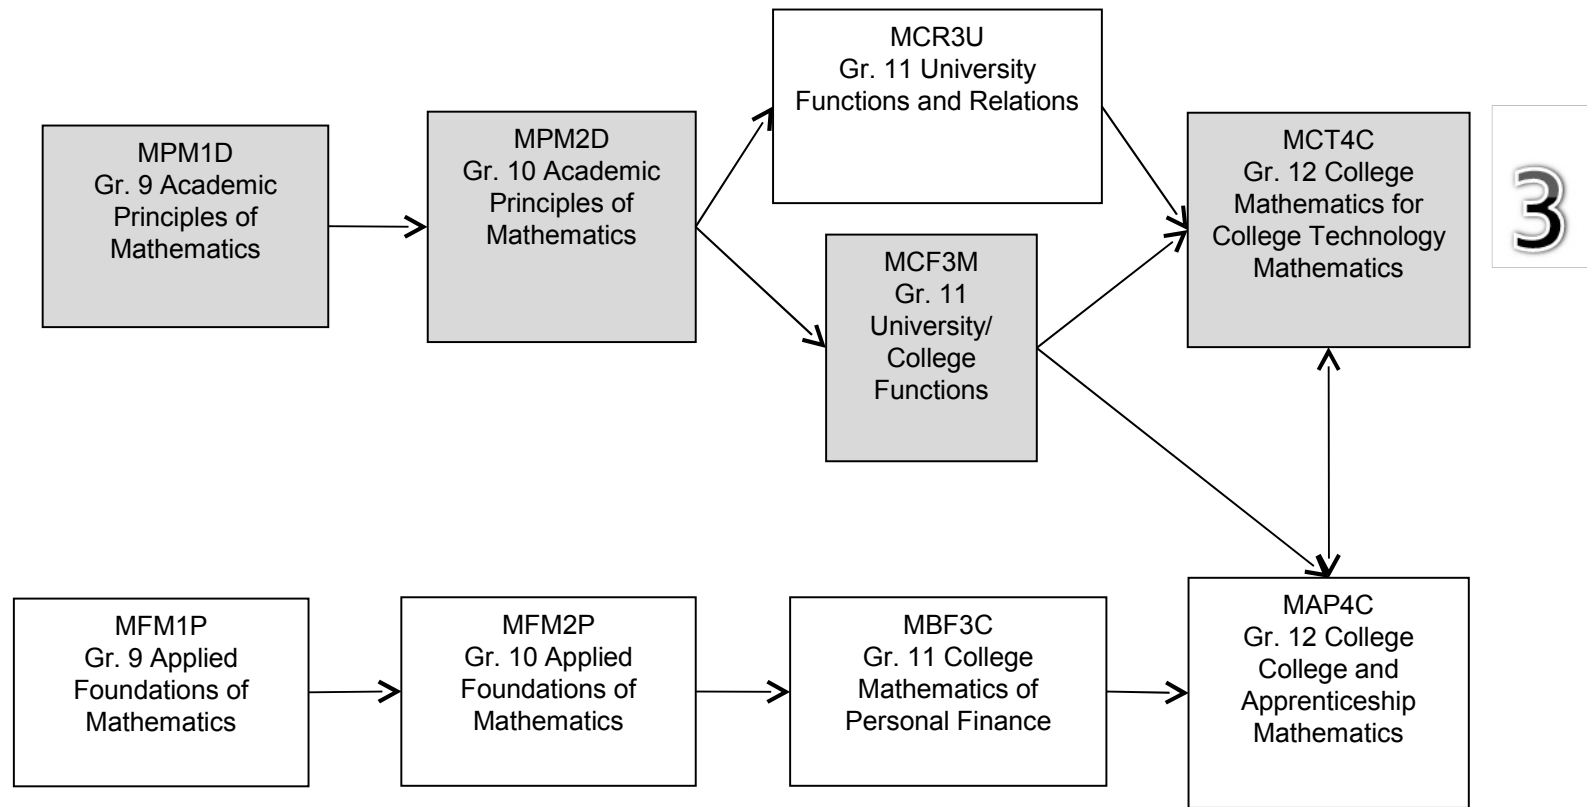 MCR3U
Gr. 11 University
Functions and Relations
MPM1D
Gr. 9 Academic
Principles of
Mathematics
MPM2D
Gr. 10 Academic
Principles of
Mathematics
MCT4C
Gr. 12 College
Mathematics for
College Technology
Mathematics
3
MCF3M
Gr. 11
University/
College
Functions
MFM1P
Gr. 9 Applied
Foundations of
Mathematics
MFM2P
Gr. 10 Applied
Foundations of
Mathematics
MBF3C
Gr. 11 College
Mathematics of
Personal Finance
MAP4C
Gr. 12 College
College and
Apprenticeship
Mathematics